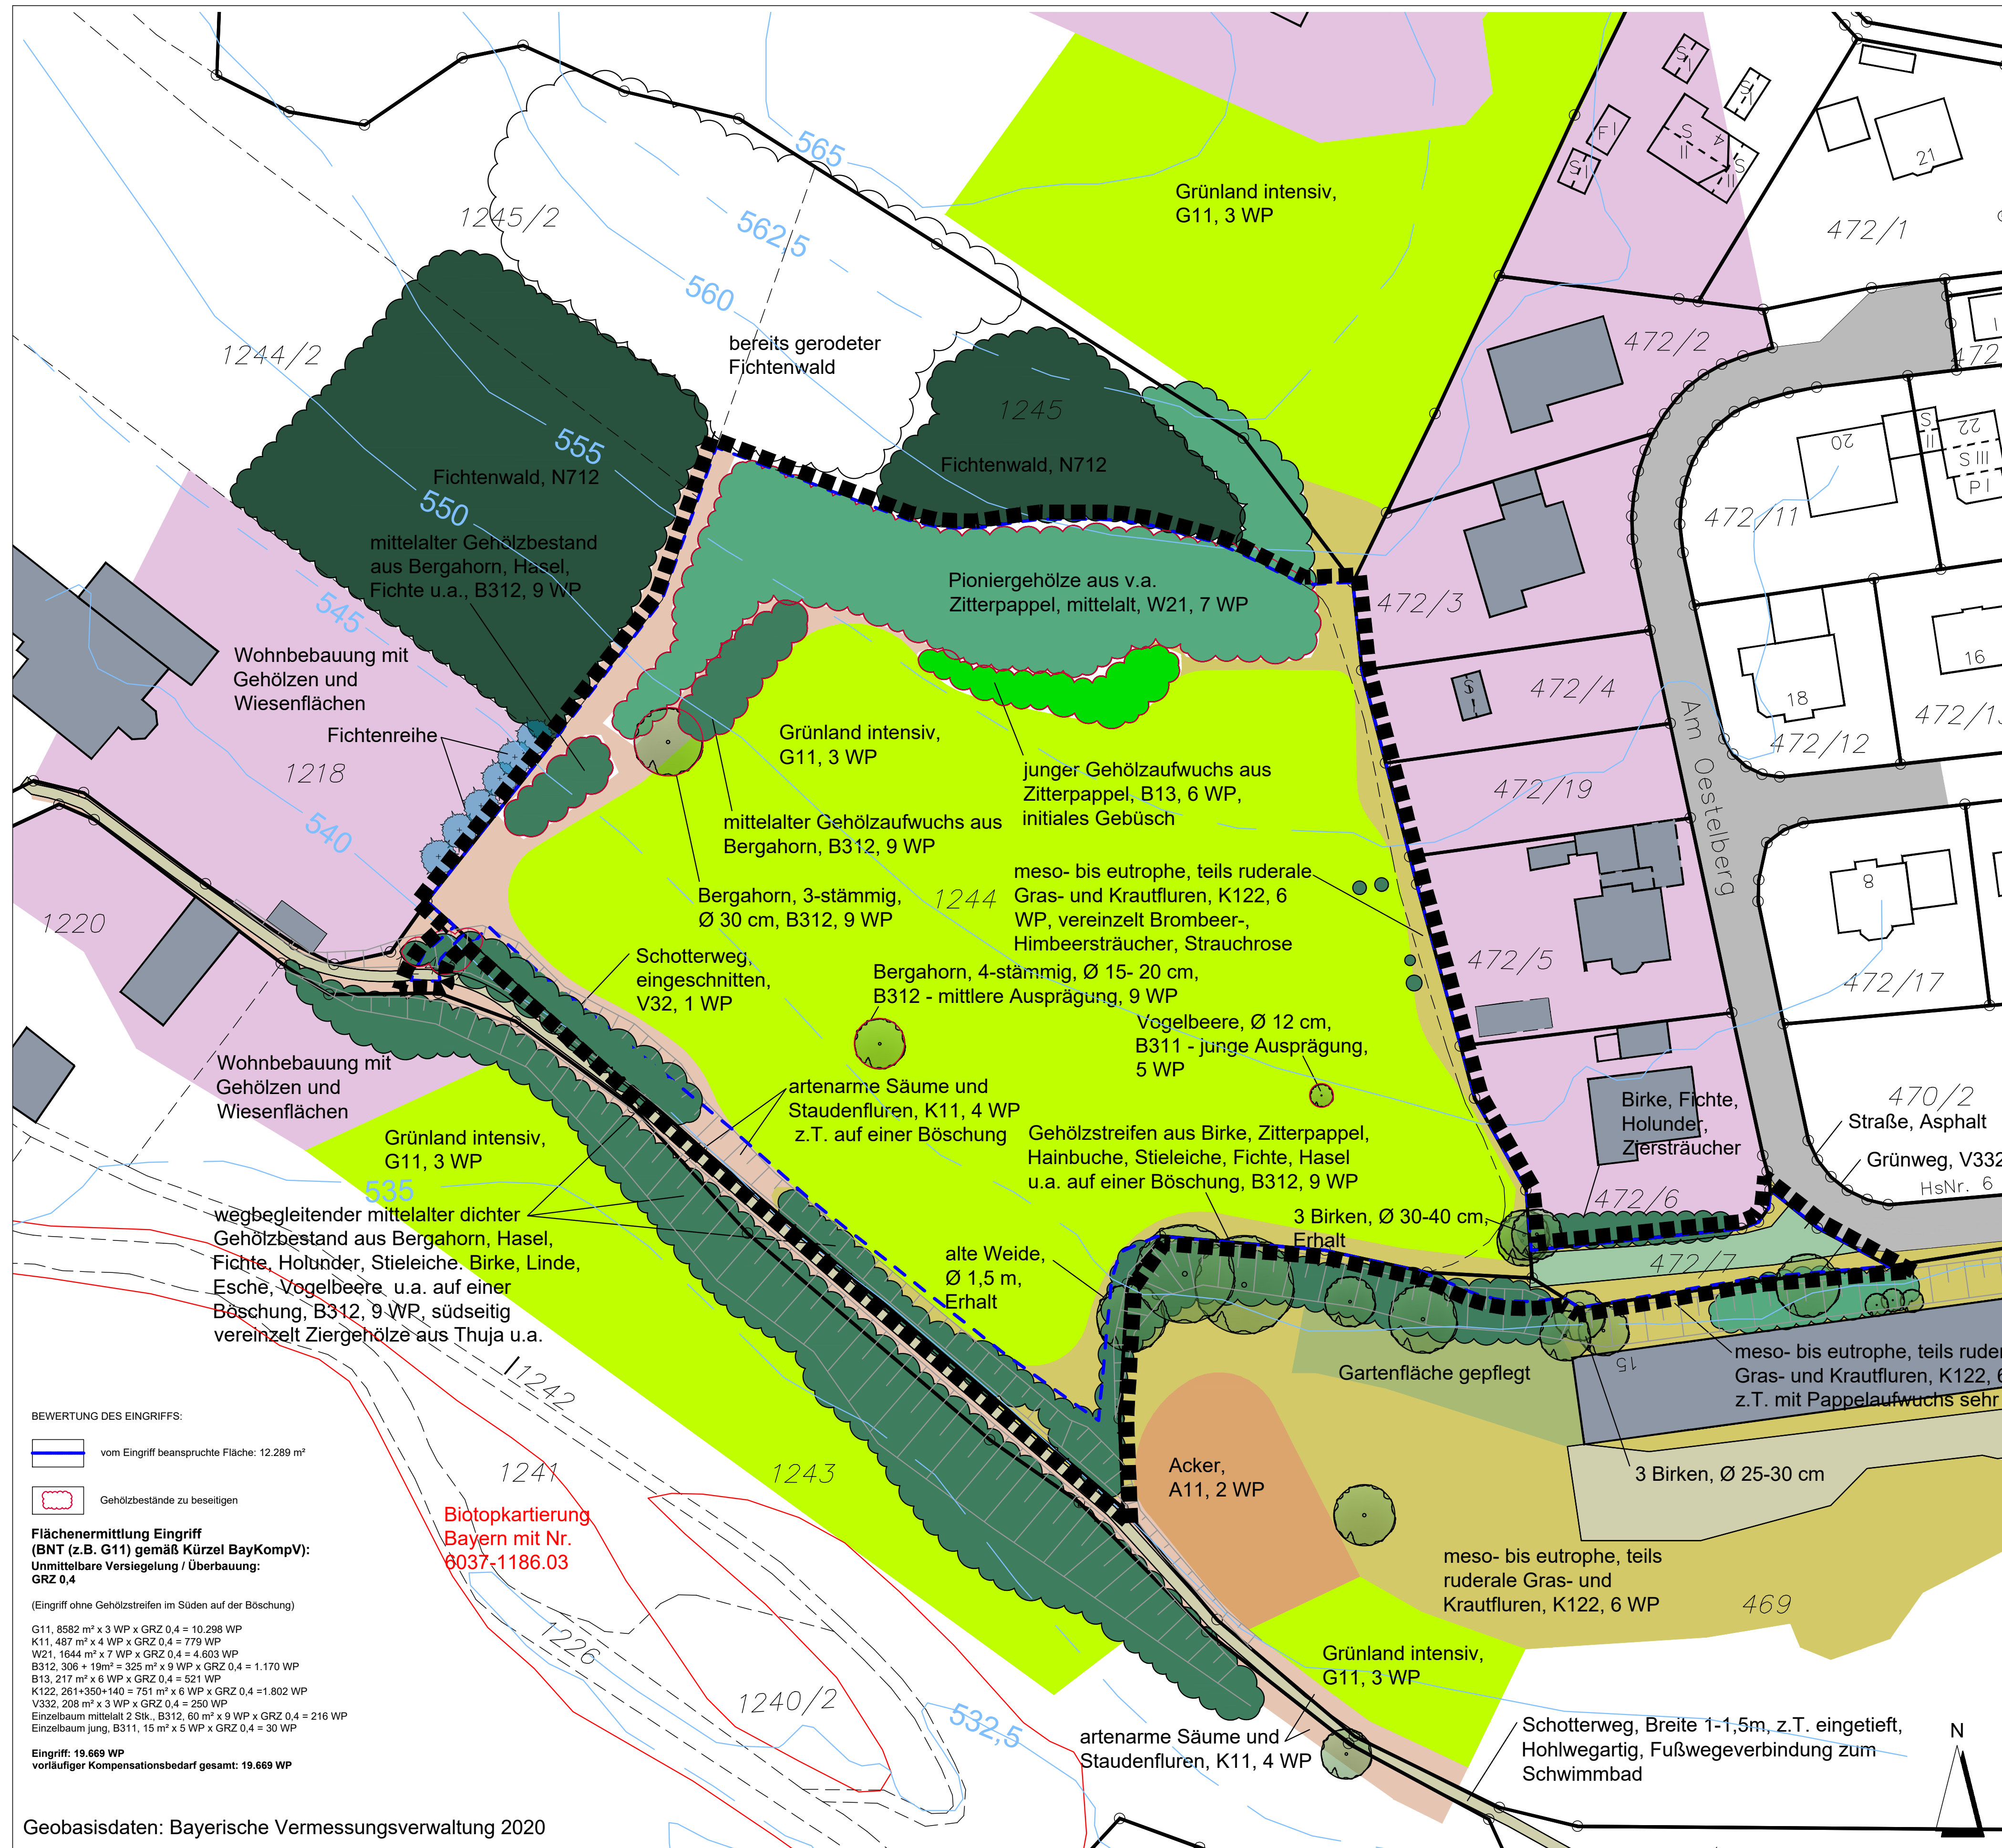 565
1245/2
562,5
560
Grünland intensiv,
G11, 3 WP
S I
S I
F I
S I
S
II
4
S
II
21
472/1
1244/2
bereits gerodeter
Fichtenwald
472/2
472
1245
555
Fichtenwald, N712
Fichtenwald, N712
550
20
S
II
22
S III
P I
472/11
mittelalter Gehölzbestand
aus Bergahorn, Hasel,
Fichte u.a., B312, 9 WP
545
Pioniergehölze aus v.a.
Zitterpappel, mittelalt, W21, 7 WP
472/3
Wohnbebauung mit
Gehölzen und
Wiesenflächen
16
S I
472/4
18
472/13
Fichtenreihe
1218
Grünland intensiv,
G11, 3 WP
472/12
Am Oestelberg
540
junger Gehölzaufwuchs aus
Zitterpappel, B13, 6 WP,
initiales Gebüsch
472/19
mittelalter Gehölzaufwuchs aus
Bergahorn, B312, 9 WP
meso- bis eutrophe, teils ruderale
Gras- und Krautfluren, K122, 6
WP, vereinzelt Brombeer-,
Himbeersträucher, Strauchrose
8
1220
Bergahorn, 3-stämmig,
Ø 30 cm, B312, 9 WP
1244
472/5
472/17
Schotterweg,
eingeschnitten,
V32, 1 WP
Bergahorn, 4-stämmig, Ø 15- 20 cm,
B312 - mittlere Ausprägung, 9 WP
Vogelbeere, Ø 12 cm,
B311 - junge Ausprägung,
5 WP
Wohnbebauung mit
Gehölzen und
Wiesenflächen
artenarme Säume und
Staudenfluren, K11, 4 WP
z.T. auf einer Böschung
Birke, Fichte,
Holunder,
Ziersträucher
470/2
Straße, Asphalt
Grünland intensiv,
G11, 3 WP
Gehölzstreifen aus Birke, Zitterpappel,
Hainbuche, Stieleiche, Fichte, Hasel
u.a. auf einer Böschung, B312, 9 WP
Grünweg, V332
HsNr. 6
535
472/6
wegbegleitender mittelalter dichter
Gehölzbestand aus Bergahorn, Hasel,
Fichte, Holunder, Stieleiche. Birke, Linde,
Esche, Vogelbeere u.a. auf einer
Böschung, B312, 9 WP, südseitig
vereinzelt Ziergehölze aus Thuja u.a.
3 Birken, Ø 30-40 cm,
Erhalt
alte Weide,
Ø 1,5 m,
Erhalt
472/7
Gartenfläche gepflegt
15
meso- bis eutrophe, teils ruder
Gras- und Krautfluren, K122, 6
z.T. mit Pappelaufwuchs sehr
1242
1241
1243
Acker,
A11, 2 WP
3 Birken, Ø 25-30 cm
Biotopkartierung
Bayern mit Nr.
6037-1186.03
meso- bis eutrophe, teils
ruderale Gras- und
Krautfluren, K122, 6 WP
469
1226
1240/2
532,5
Grünland intensiv,
G11, 3 WP
artenarme Säume und
Staudenfluren, K11, 4 WP
Schotterweg, Breite 1-1,5m, z.T. eingetieft,
Hohlwegartig, Fußwegeverbindung zum
Schwimmbad
N
BEWERTUNG DES EINGRIFFS:
vom Eingriff beanspruchte Fläche: 12.289 m²
Gehölzbestände zu beseitigen
Flächenermittlung Eingriff
(BNT (z.B. G11) gemäß Kürzel BayKompV):
Unmittelbare Versiegelung / Überbauung:
GRZ 0,4
(Eingriff ohne Gehölzstreifen im Süden auf der Böschung)
G11, 8582 m² x 3 WP x GRZ 0,4 = 10.298 WP
K11, 487 m² x 4 WP x GRZ 0,4 = 779 WP
W21, 1644 m² x 7 WP x GRZ 0,4 = 4.603 WP
B312, 306 + 19m² = 325 m² x 9 WP x GRZ 0,4 = 1.170 WP
B13, 217 m² x 6 WP x GRZ 0,4 = 521 WP
K122, 261+350+140 = 751 m² x 6 WP x GRZ 0,4 =1.802 WP
V332, 208 m² x 3 WP x GRZ 0,4 = 250 WP
Einzelbaum mittelalt 2 Stk., B312, 60 m² x 9 WP x GRZ 0,4 = 216 WP
Einzelbaum jung, B311, 15 m² x 5 WP x GRZ 0,4 = 30 WP
Eingriff: 19.669 WP
vorläufiger Kompensationsbedarf gesamt: 19.669 WP
Geobasisdaten: Bayerische Vermessungsverwaltung 2020